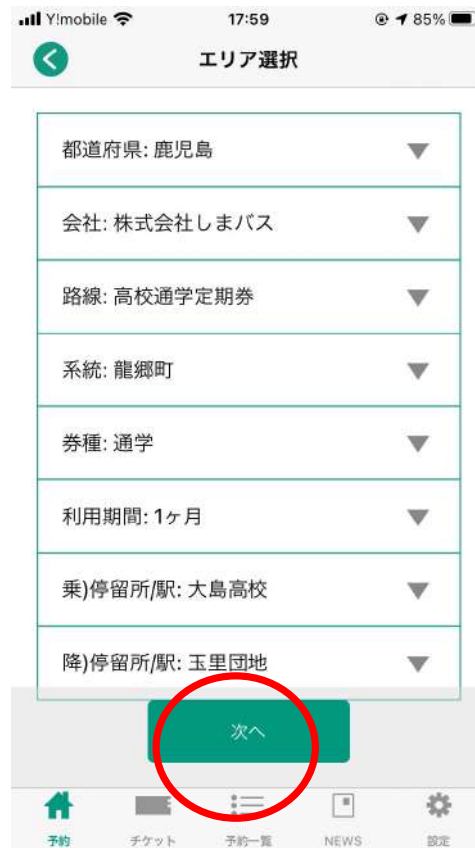 Y!mobile 17:59 85%
エリア選択
都道府県: 鹿児島
会社: 株式会社しまバス
路線: 高校通学定期券
系統: 龍郷町
券種: 通学
利用期間: 1ヶ月
乗)停留所/駅: 大島高校
降)停留所/駅: 玉里団地
次へ
予約 チケット 予約一覧 NEWS 設定